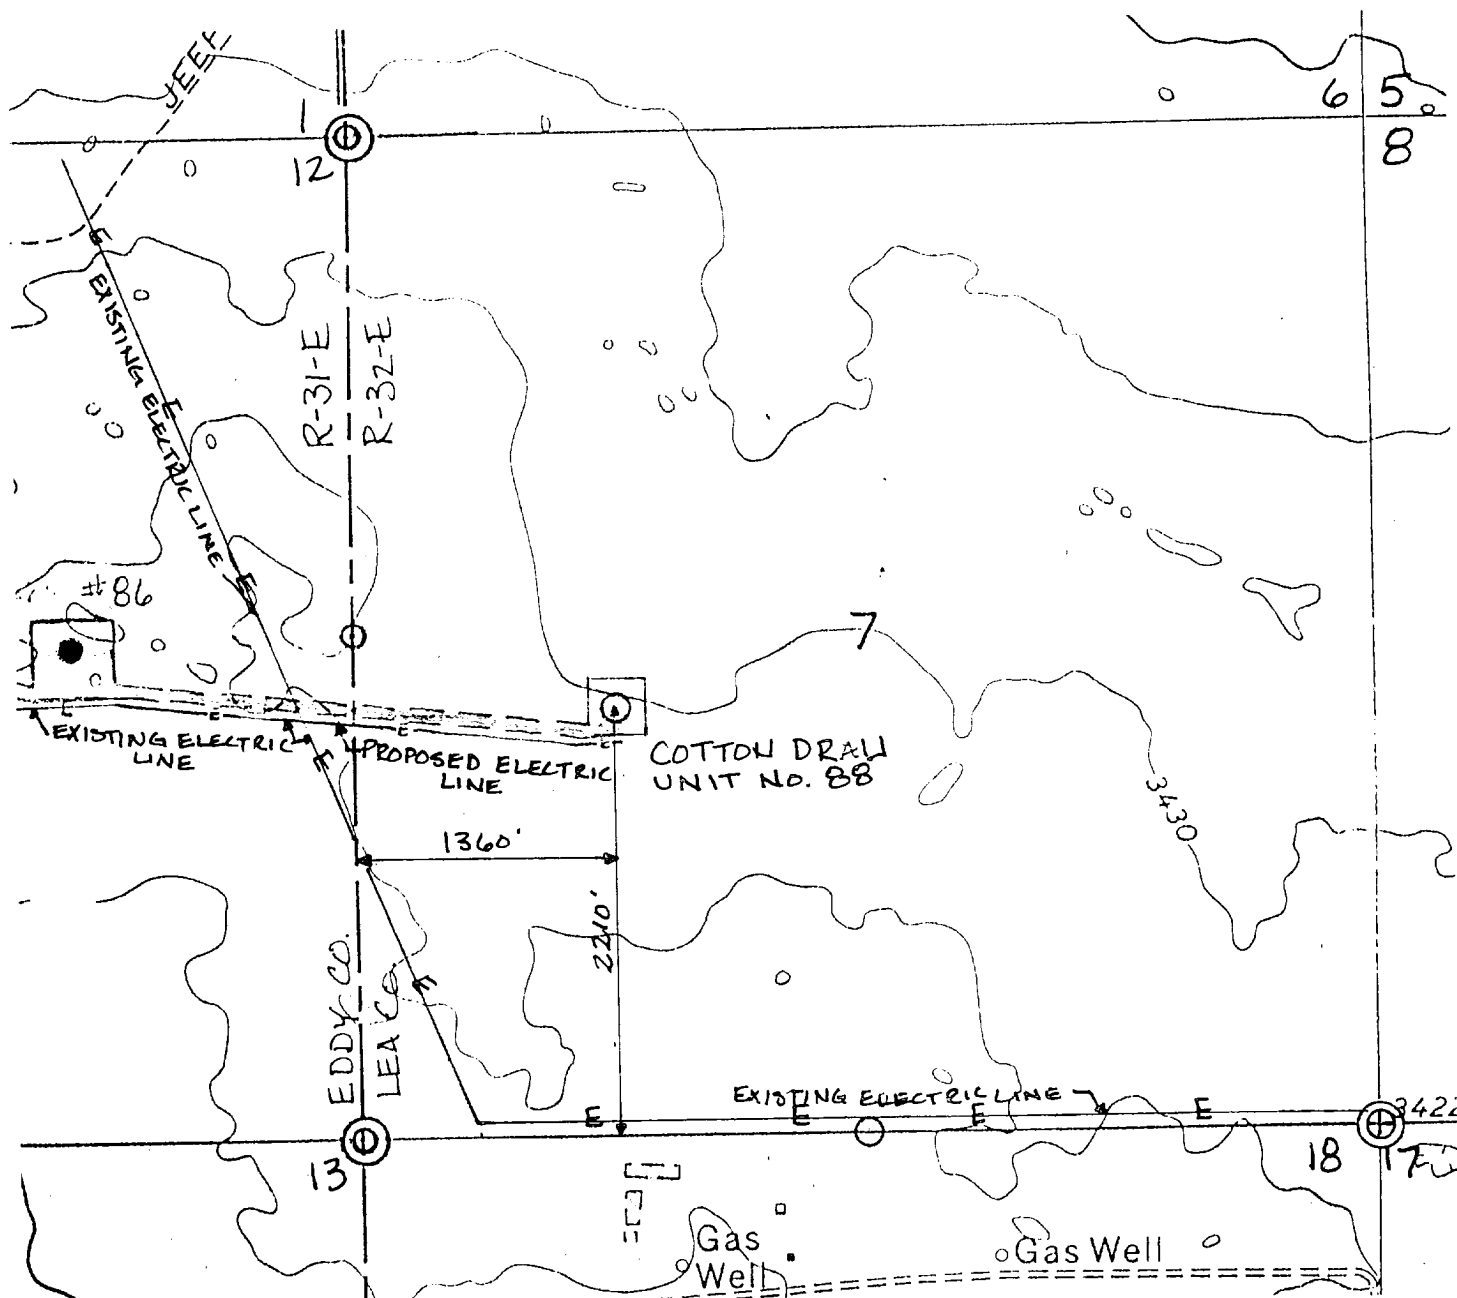 JEEP
6 5
1
8
12
E
EXISTING ELECTRIC LINE
R-31-E
R-32-E
E
E
#86
7
E
E
E
E
EXISTING ELECTRIC
LINE
E
PROPOSED ELECTRIC
LINE
COTTON DRAW
UNIT NO. 88
3430
1360'
2210'
EDDY CO.
LEA CO.
E
EXISTING ELECTRIC LINE
E
E
E
E
3422
13
18
17
Gas
Well
Gas Well